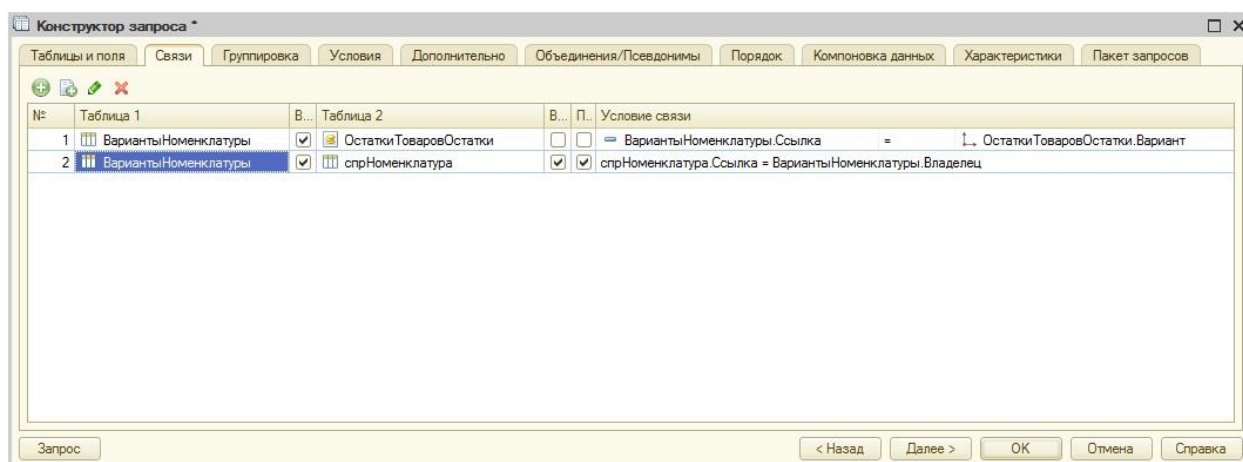 Конструктор запроса *
Таблицы и поля Связи Группировка Условия Дополнительно Объединения/Псевдонимы Порядок Компоновка данных Характеристики Пакет запросов
№ Таблица 1 В... Таблица 2 В... П.. Условие связи
1 ВариантыНоменклатуры ОстаткиТоваровОстатки ВариантыНоменклатуры.Ссылка = ОстаткиТоваровОстатки.Вариант
2 ВариантыНоменклатуры спрНоменклатура спрНоменклатура.Ссылка = ВариантыНоменклатуры.Владелец
Запрос < Назад Далее > OK Отмена Справка